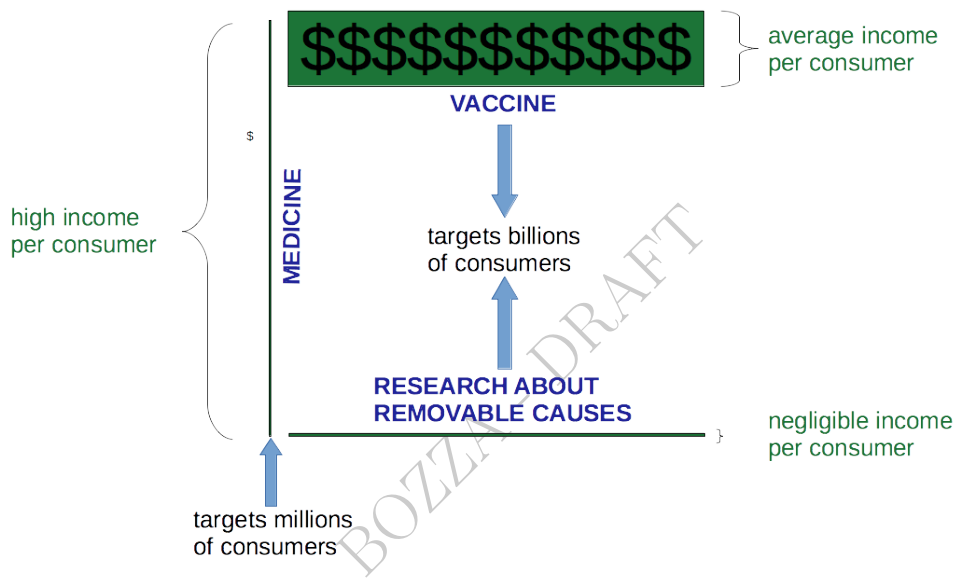 $$$$$$$$$$$
average income
per consumer
VACCINE
$
MEDICINE
high income
per consumer
targets billions
of consumers
RESEARCH ABOUT
REMOVABLE CAUSES
negligible income
per consumer
targets millions
of consumers
BOZZA - DRAFT